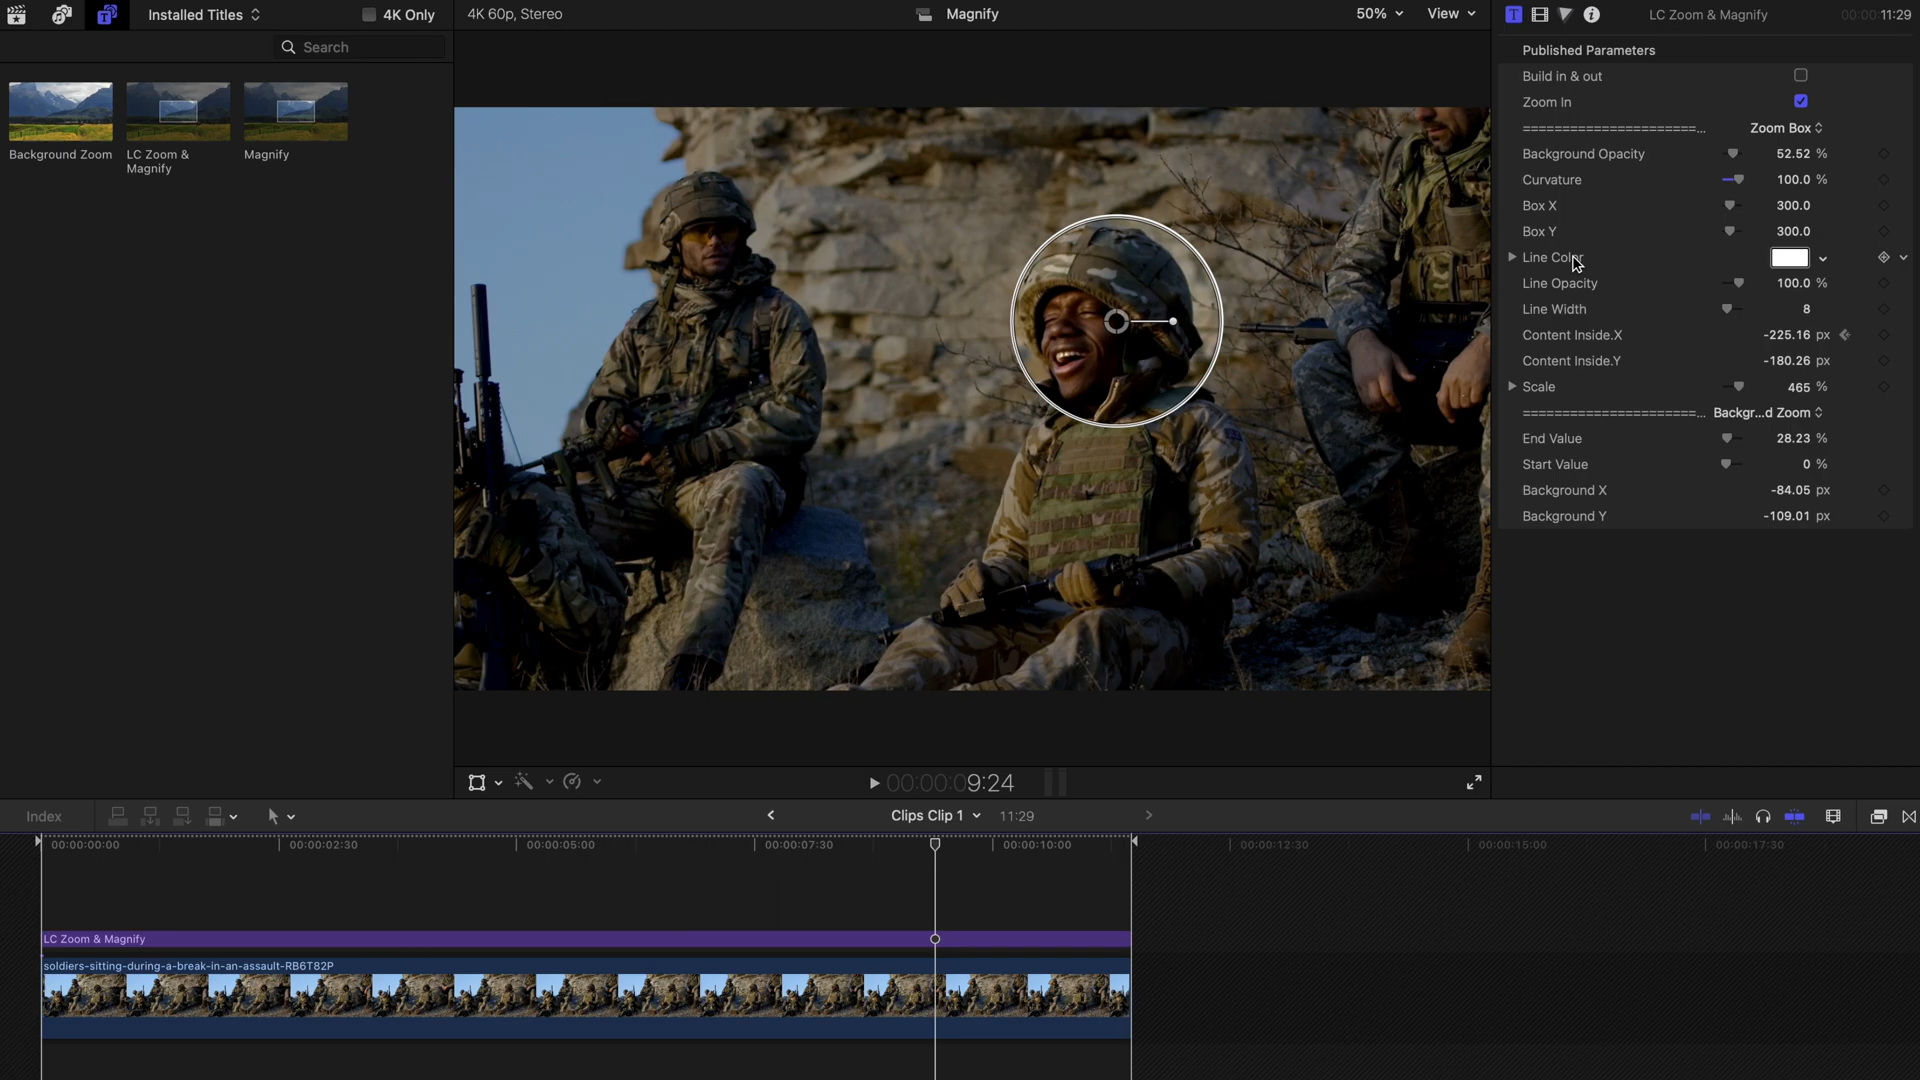 Installed Titles
4K Only
4K 60p, Stereo
Magnify
50%
View
LC Zoom & Magnify
00:00:11:29
Search
Published Parameters
Build in & out
Zoom In
======================... Zoom Box
Background Opacity 52.52 %
Curvature 100.0 %
Box X 300.0
Box Y 300.0
Line Color
Line Opacity 100.0 %
Line Width 8
Content Inside.X -225.16 px
Content Inside.Y -180.26 px
Scale 465 %
======================... Backgr...d Zoom
End Value 28.23 %
Start Value 0 %
Background X -84.05 px
Background Y -109.01 px
Background Zoom
LC Zoom &
Magnify
Magnify
00:00:09:24
Index
Clips Clip 1
11:29
00:00:00:00
00:00:02:30
00:00:05:00
00:00:07:30
00:00:10:00
00:00:12:30
00:00:15:00
00:00:17:30
LC Zoom & Magnify
soldiers-sitting-during-a-break-in-an-assault-RB6T82P